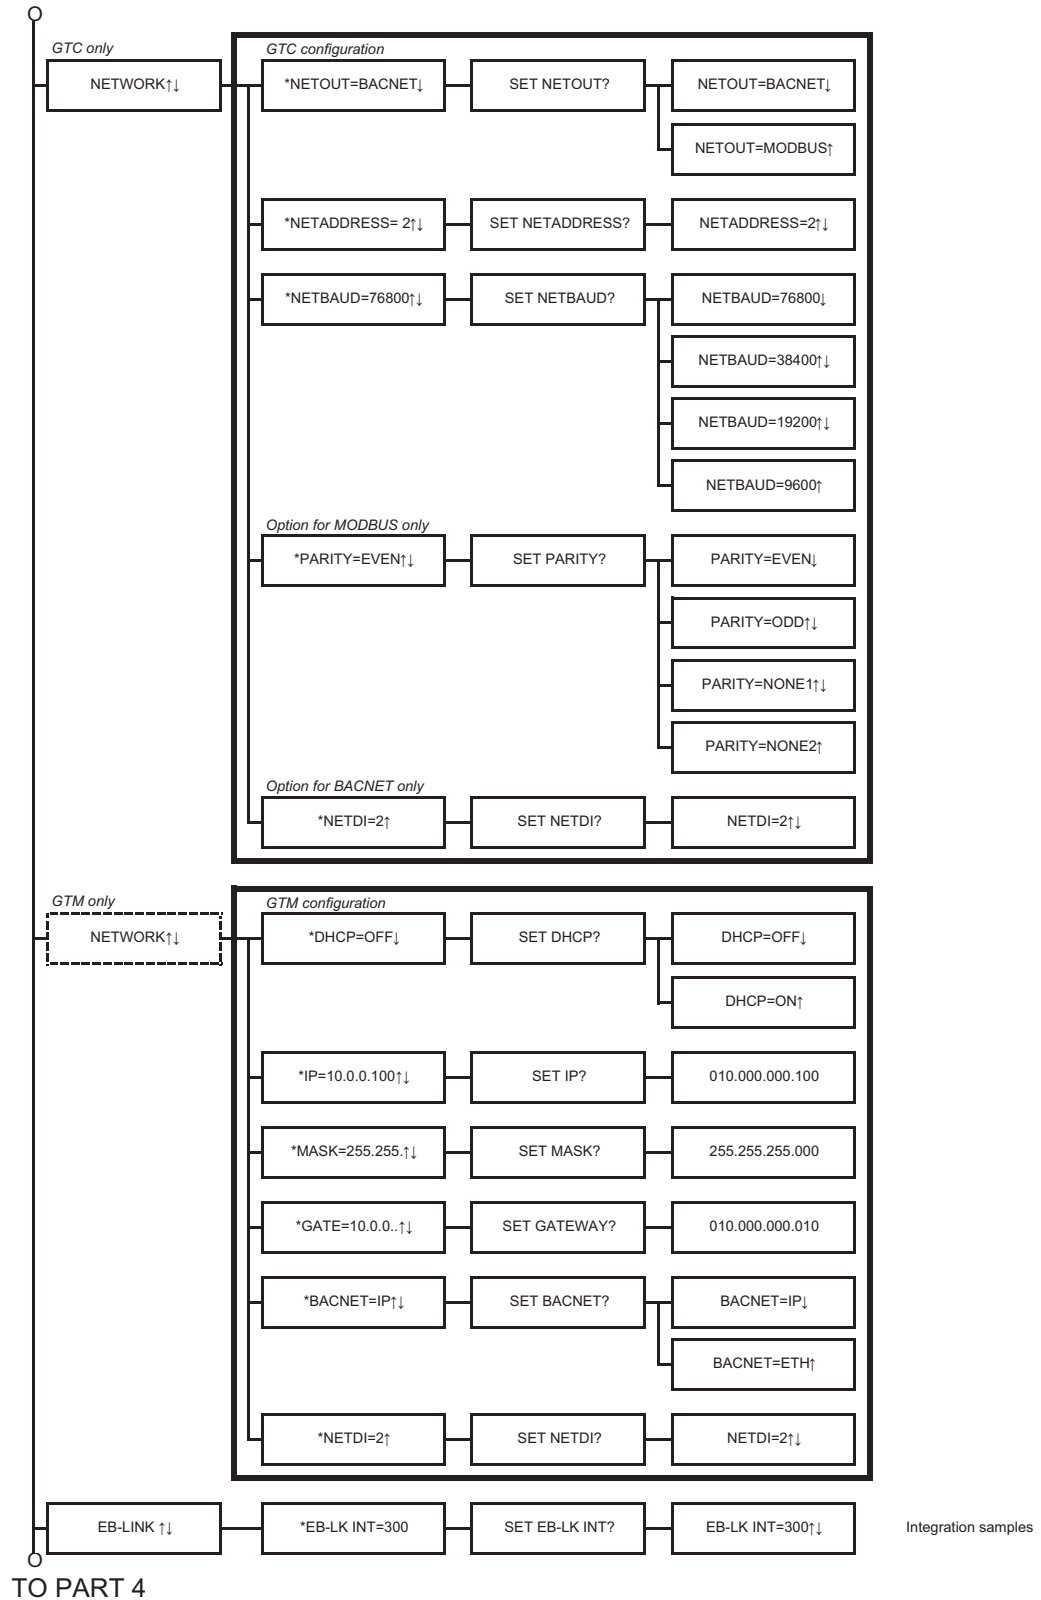 O
GTC only
GTC configuration
NETWORK↑↓
*NETOUT=BACNET↓
SET NETOUT?
NETOUT=BACNET↓
NETOUT=MODBUS↑
*NETADDRESS= 2↑↓
SET NETADDRESS?
NETADDRESS=2↑↓
*NETBAUD=76800↑↓
SET NETBAUD?
NETBAUD=76800↓
NETBAUD=38400↑↓
NETBAUD=19200↑↓
NETBAUD=9600↑
Option for MODBUS only
*PARITY=EVEN↑↓
SET PARITY?
PARITY=EVEN↓
PARITY=ODD↑↓
PARITY=NONE1↑↓
PARITY=NONE2↑
Option for BACNET only
*NETDI=2↑
SET NETDI?
NETDI=2↑↓
GTM only
GTM configuration
NETWORK↑↓
*DHCP=OFF↓
SET DHCP?
DHCP=OFF↓
DHCP=ON↑
*IP=10.0.0.100↑↓
SET IP?
010.000.000.100
*MASK=255.255.↑↓
SET MASK?
255.255.255.000
*GATE=10.0.0..↑↓
SET GATEWAY?
010.000.000.010
*BACNET=IP↑↓
SET BACNET?
BACNET=IP↓
BACNET=ETH↑
*NETDI=2↑
SET NETDI?
NETDI=2↑↓
EB-LINK ↑↓
*EB-LK INT=300
SET EB-LK INT?
EB-LK INT=300↑↓
Integration samples
O
TO PART 4